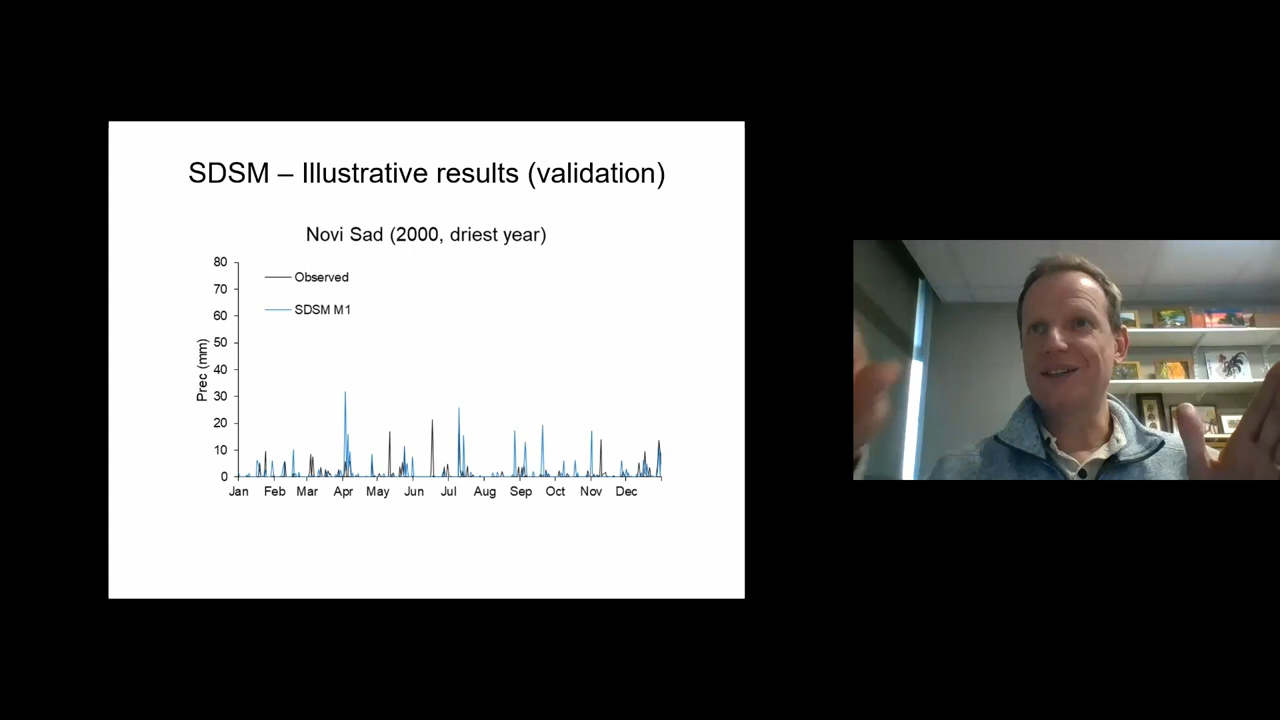 SDSM – Illustrative results (validation)
Novi Sad (2000, driest year)
80
70
60
50
40
30
20
10
0
Prec (mm)
Observed
SDSM M1
Jan Feb Mar Apr May Jun Jul Aug Sep Oct Nov Dec